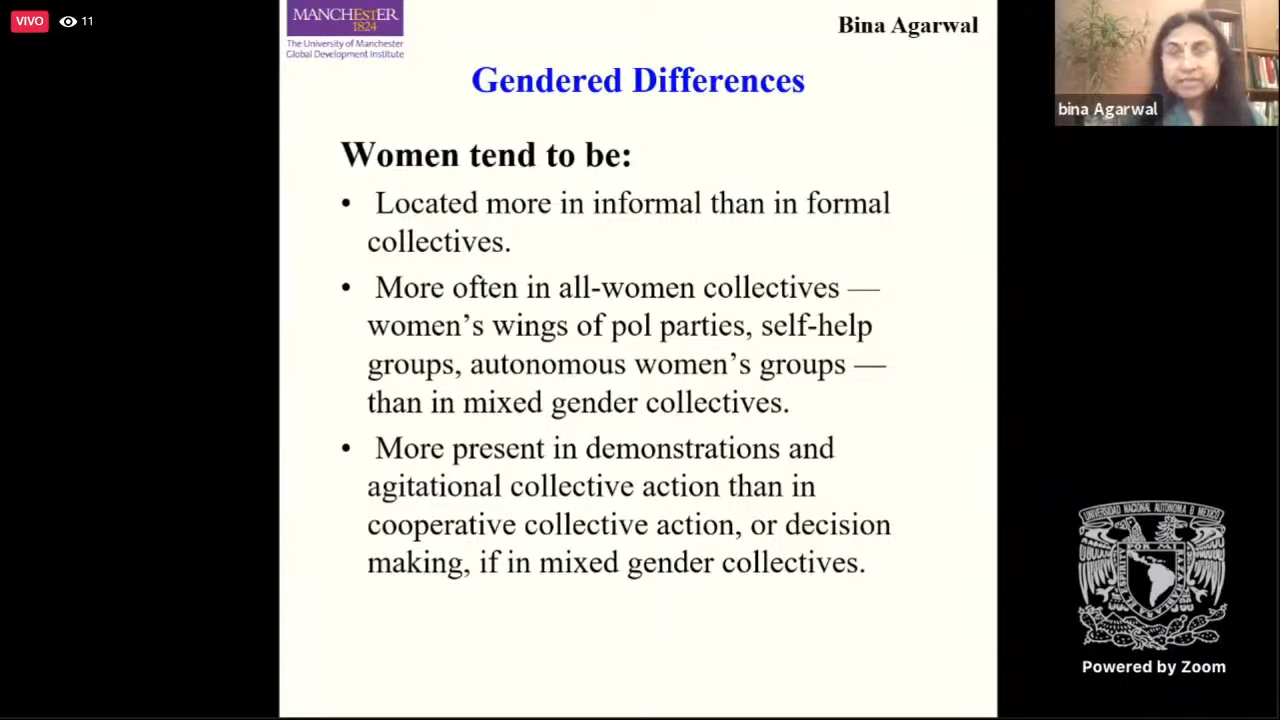 VIVO 11
MANCHESTER
1824
The University of Manchester
Global Development Institute
Bina Agarwal
bina Agarwal
Gendered Differences
Women tend to be:
• Located more in informal than in formal
collectives.
• More often in all-women collectives —
women’s wings of pol parties, self-help
groups, autonomous women’s groups —
than in mixed gender collectives.
• More present in demonstrations and
agitational collective action than in
cooperative collective action, or decision
making, if in mixed gender collectives.
UNIVERSIDAD NACIONAL AUTONOMA
Powered by Zoom